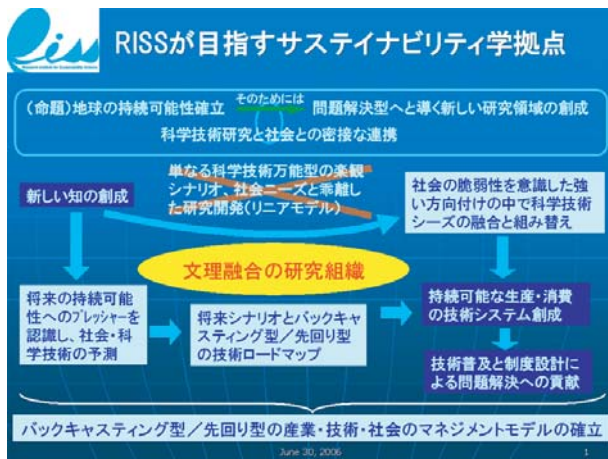 RISSが目指すサステイナビリティ学拠点
(命題)地球の持続可能性確立 そのためには 問題解決型へと導く新しい研究領域の創成
科学技術研究と社会との密接な連携
単なる科学技術万能型の楽観
シナリオ、社会ニーズと乖離し
た研究開発(リニアモデル)
新しい知の創成
社会の脆弱性を意識した強
い方向付けの中で科学技術
シーズの融合と組み替え
文理融合の研究組織
将来の持続可能
性へのプレッシャーを
認識し、社会・科
学技術の予測
将来シナリオとバックキャ
スティング型/先回り型
の技術ロードマップ
持続可能な生産・消費
の技術システム創成
技術普及と制度設計に
よる問題解決への貢献
バックキャスティング型/先回り型の産業・技術・社会のマネジメントモデルの確立
June 30, 2006
1